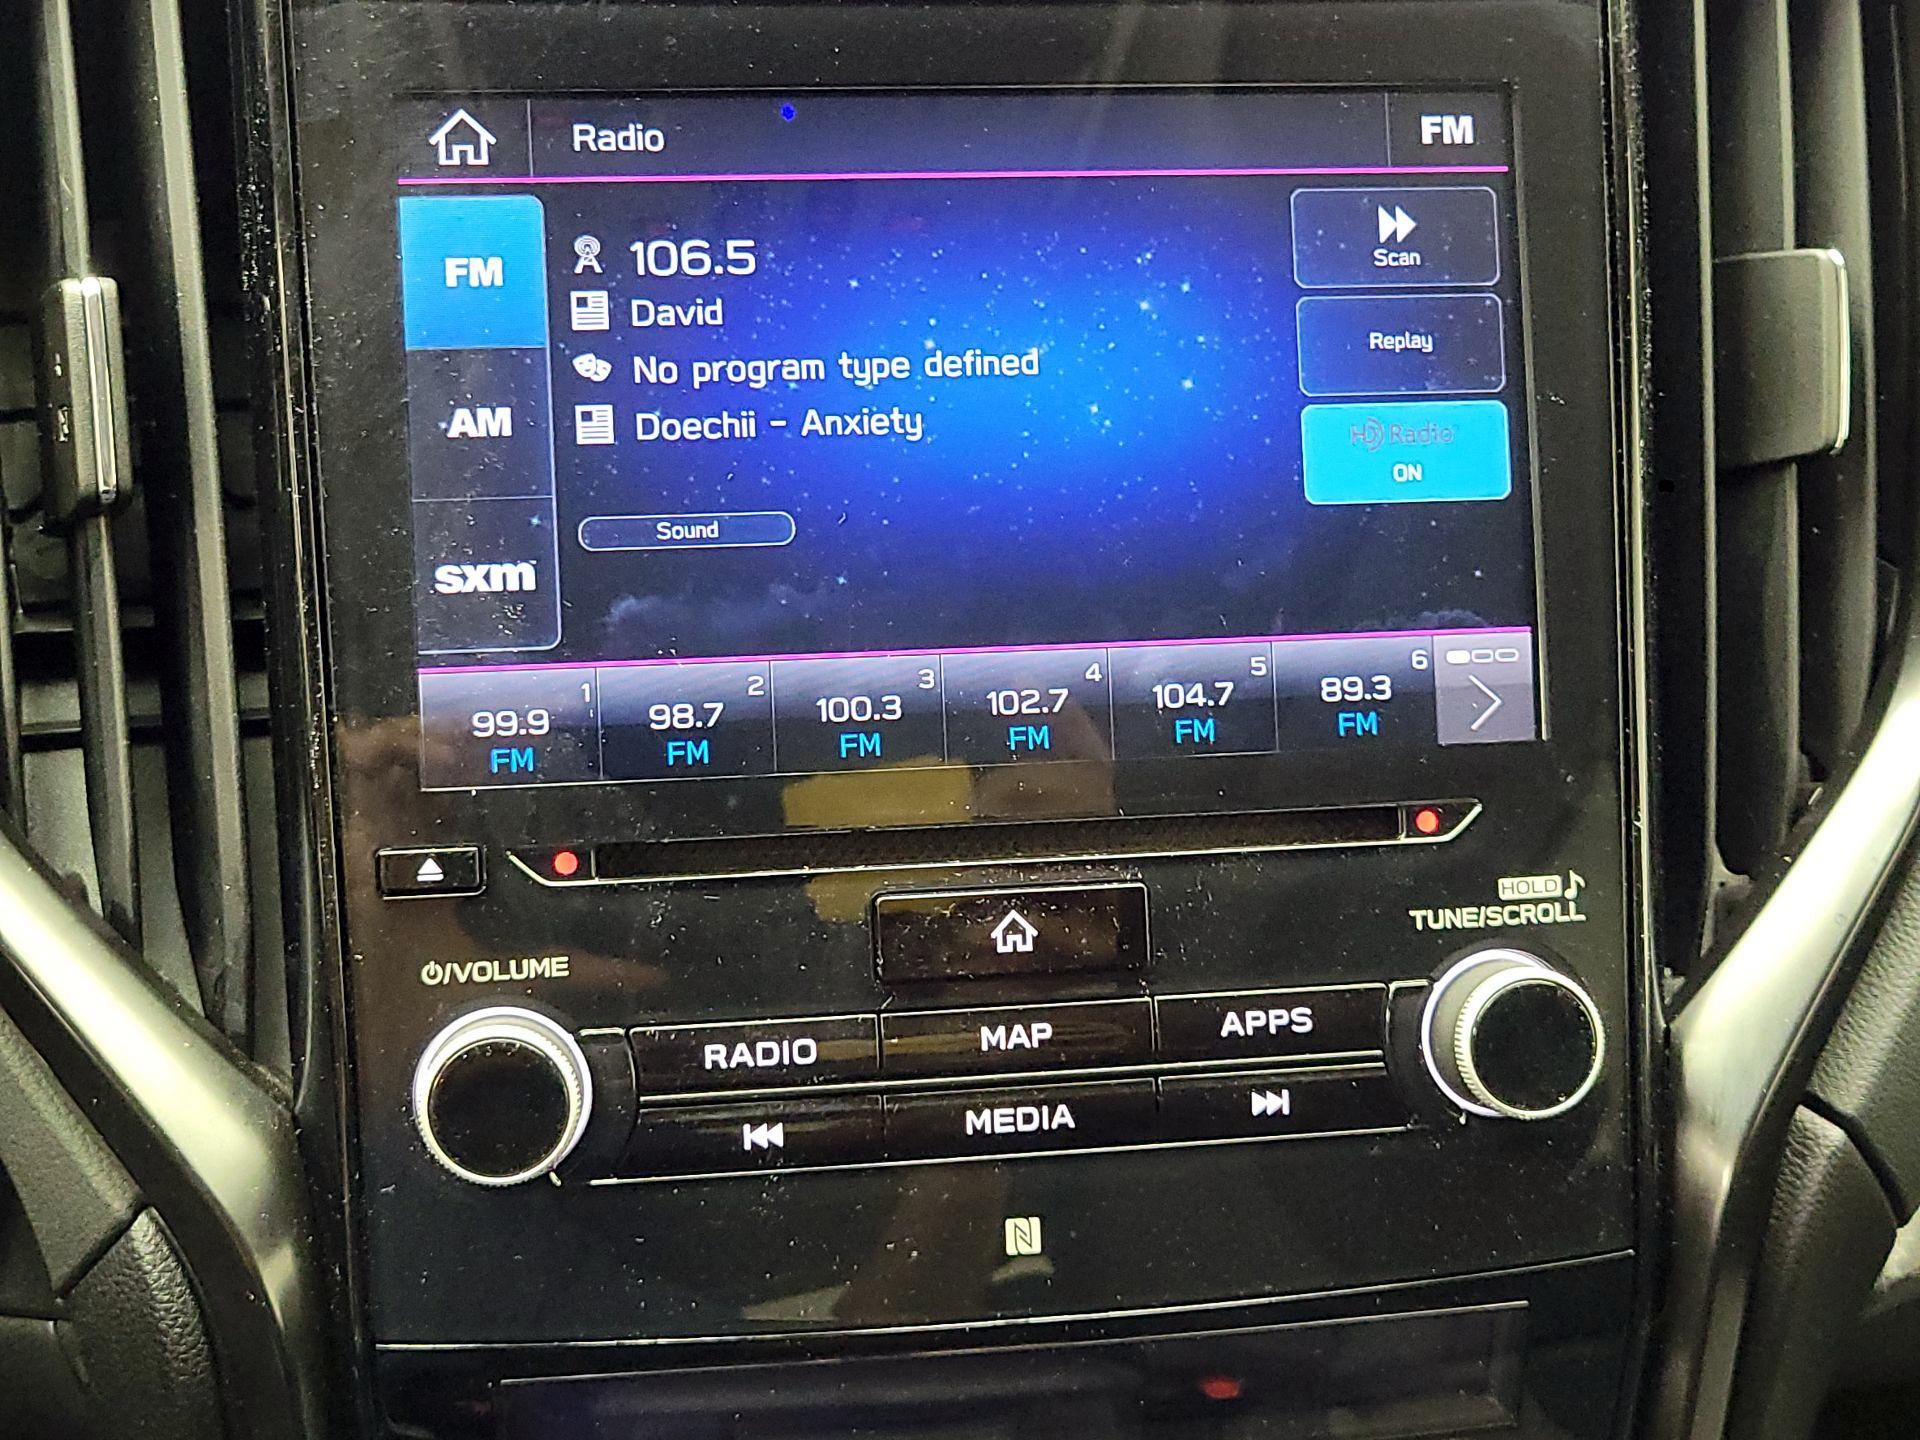 Radio
FM
FM
106.5
Scan
David
Replay
No program type defined
AM
Doechii - Anxiety
HD Radio
ON
Sound
sxm
1
2
3
4
5
6
99.9
98.7
100.3
102.7
104.7
89.3
FM
FM
FM
FM
FM
FM
HOLD
TUNE/SCROLL
/VOLUME
RADIO
MAP
APPS
MEDIA